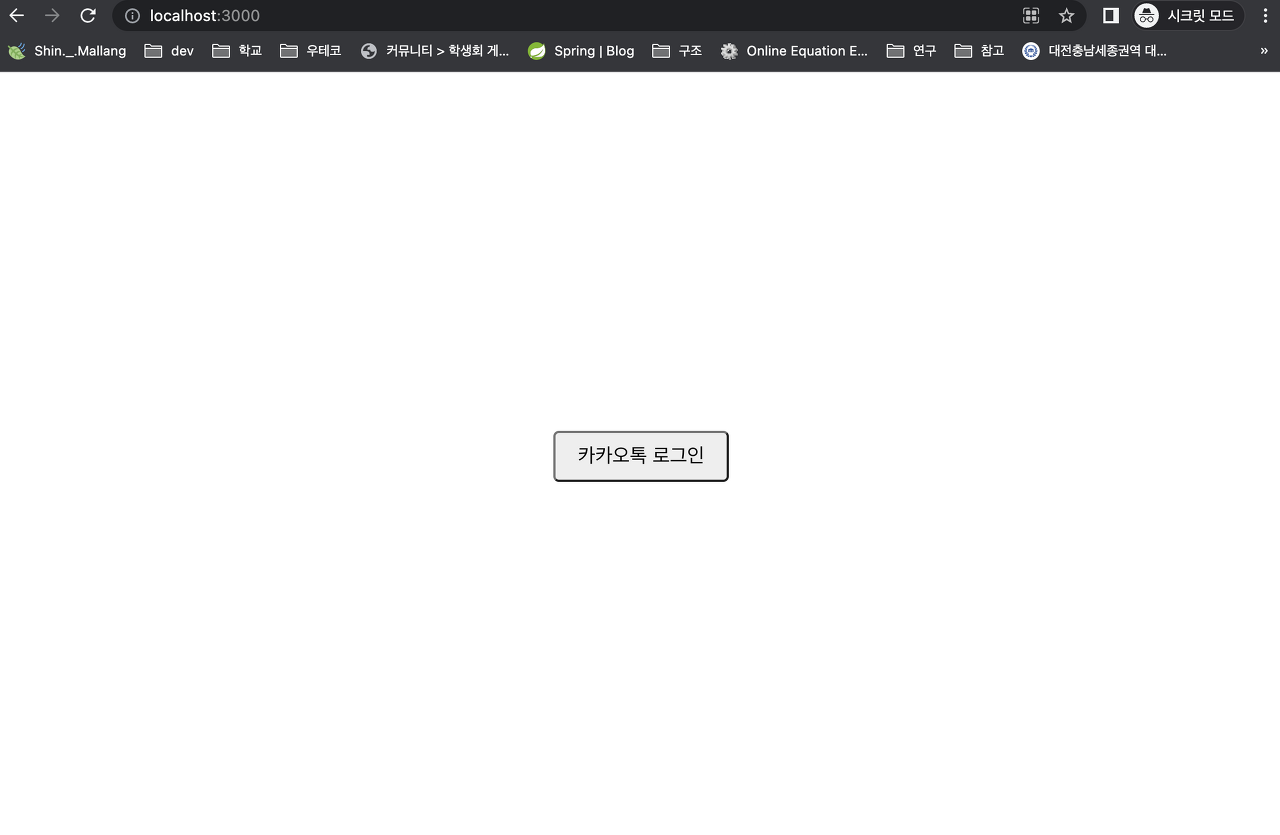 localhost:3000 시크릿 모드
Shin._.Mallang dev 학교 우테코 커뮤니티 > 학생회 게... Spring | Blog 구조 Online Equation E... 연구 참고 대전충남세종권역 대... »
카카오톡 로그인